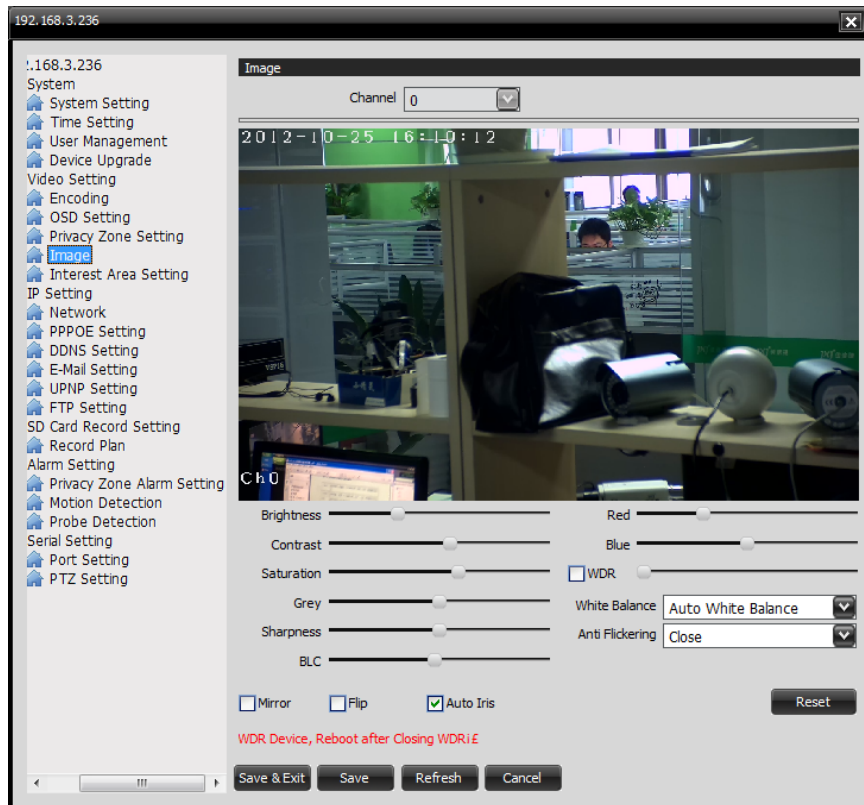 192.168.3.236
.168.3.236
System
System Setting
Time Setting
User Management
Device Upgrade
Video Setting
Encoding
OSD Setting
Privacy Zone Setting
Image
Interest Area Setting
IP Setting
Network
PPPOE Setting
DDNS Setting
E-Mail Setting
UPNP Setting
FTP Setting
SD Card Record Setting
Record Plan
Alarm Setting
Privacy Zone Alarm Setting
Motion Detection
Probe Detection
Serial Setting
Port Setting
PTZ Setting
Image
Channel 0
2012-10-25 16:10:12
Ch0
Brightness
Contrast
Saturation
Grey
Sharpness
BLC
Red
Blue
WDR
White Balance Auto White Balance
Anti Flickering Close
Mirror Flip Auto Iris Reset
WDR Device, Reboot after Closing WDRi£
Save & Exit Save Refresh Cancel